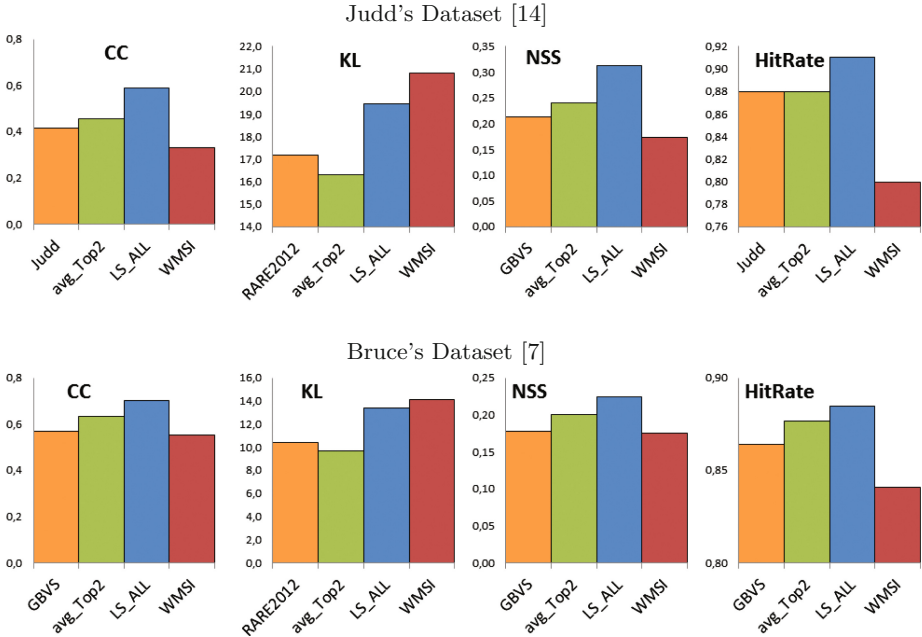 Judd's Dataset [14]
CC
0,8
0,6
0,4
0,2
0,0
Judd
avg_Top2
LS_ALL
WMSI
KL
22,0
21,0
20,0
19,0
18,0
17,0
16,0
15,0
14,0
RARE2012
avg_Top2
LS_ALL
WMSI
NSS
0,35
0,30
0,25
0,20
0,15
0,10
0,05
0,00
GBVS
avg_Top2
LS_ALL
WMSI
HitRate
0,92
0,90
0,88
0,86
0,84
0,82
0,80
0,78
0,76
Judd
avg_Top2
LS_ALL
WMSI
Bruce's Dataset [7]
CC
0,8
0,6
0,4
0,2
0,0
GBVS
avg_Top2
LS_ALL
WMSI
KL
16,0
14,0
12,0
10,0
8,0
6,0
4,0
2,0
0,0
RARE2012
avg_Top2
LS_ALL
WMSI
NSS
0,25
0,20
0,15
0,10
0,05
0,00
GBVS
avg_Top2
LS_ALL
WMSI
HitRate
0,90
0,85
0,80
GBVS
avg_Top2
LS_ALL
WMSI